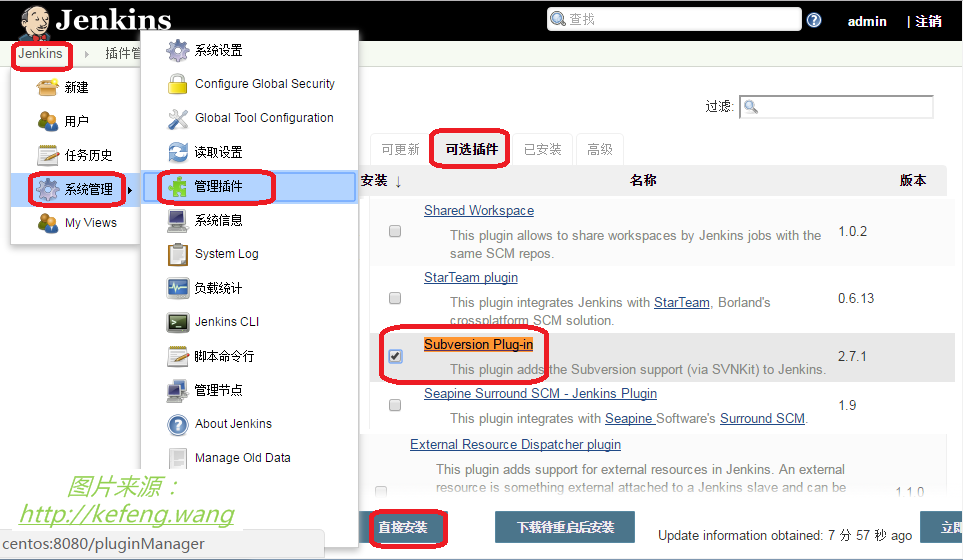 Jenkins
查找
admin
| 注销
Jenkins
插件管
新建
用户
任务历史
系统管理
My Views
系统设置
Configure Global Security
Global Tool Configuration
读取设置
管理插件
系统信息
System Log
负载统计
Jenkins CLI
脚本命令行
管理节点
About Jenkins
Manage Old Data
过滤:
可更新
可选插件
已安装
高级
安装 ↓
名称
版本
Shared Workspace
This plugin allows to share workspaces by Jenkins jobs with the
same SCM repos.
1.0.2
StarTeam plugin
This plugin integrates Jenkins with StarTeam, Borland's
crossplatform SCM solution.
0.6.13
Subversion Plug-in
This plugin adds the Subversion support (via SVNKit) to Jenkins.
2.7.1
Seapine Surround SCM - Jenkins Plugin
This plugin integrates with Seapine Software's Surround SCM.
1.9
External Resource Dispatcher plugin
This plugin adds support for external resources in Jenkins. An external
resource is something external attached to a Jenkins slave and can be
1.1.0
直接安装
下载待重启后安装
Update information obtained: 7 分 57 秒 ago
立即
图片来源：
http://kefeng.wang
centos:8080/pluginManager